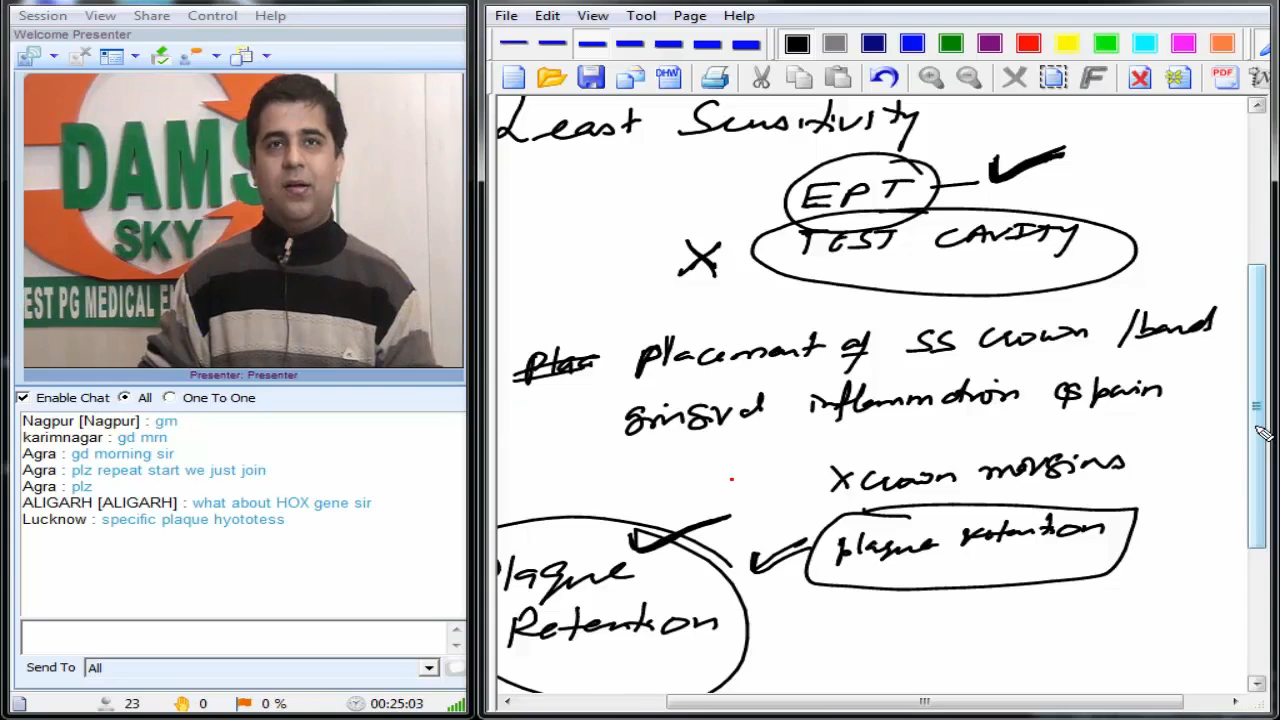 Session View Share Control Help
Welcome Presenter
DAMS
SKY
EST PG MEDICAL E
Presenter: Presenter
Enable Chat All One To One
Nagpur [Nagpur] : gm
karimnagar : gd mrn
Agra : gd morning sir
Agra : plz repeat start we just join
Agra : plz
ALIGARH [ALIGARH] : what about HOX gene sir
Lucknow : specific plaque hyototess
Send To All
23 0 0 % 00:25:03
File Edit View Tool Page Help
PDF
Least Sensitivity
EPT
X TEST CAVITY
placement of SS crown /band
gingival inflammation & pain
X crown margins
plaque retention
Plaque
Retention